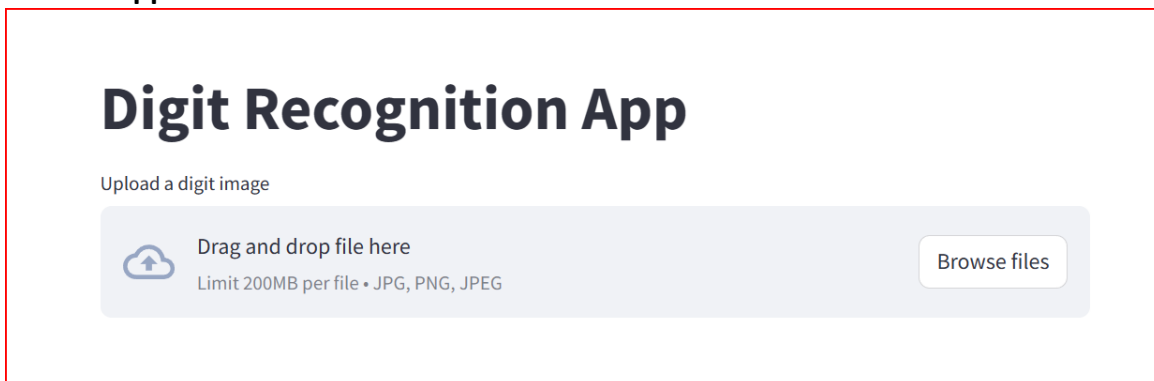 Digit Recognition App
Upload a digit image
Drag and drop file here
Limit 200MB per file • JPG, PNG, JPEG
Browse files